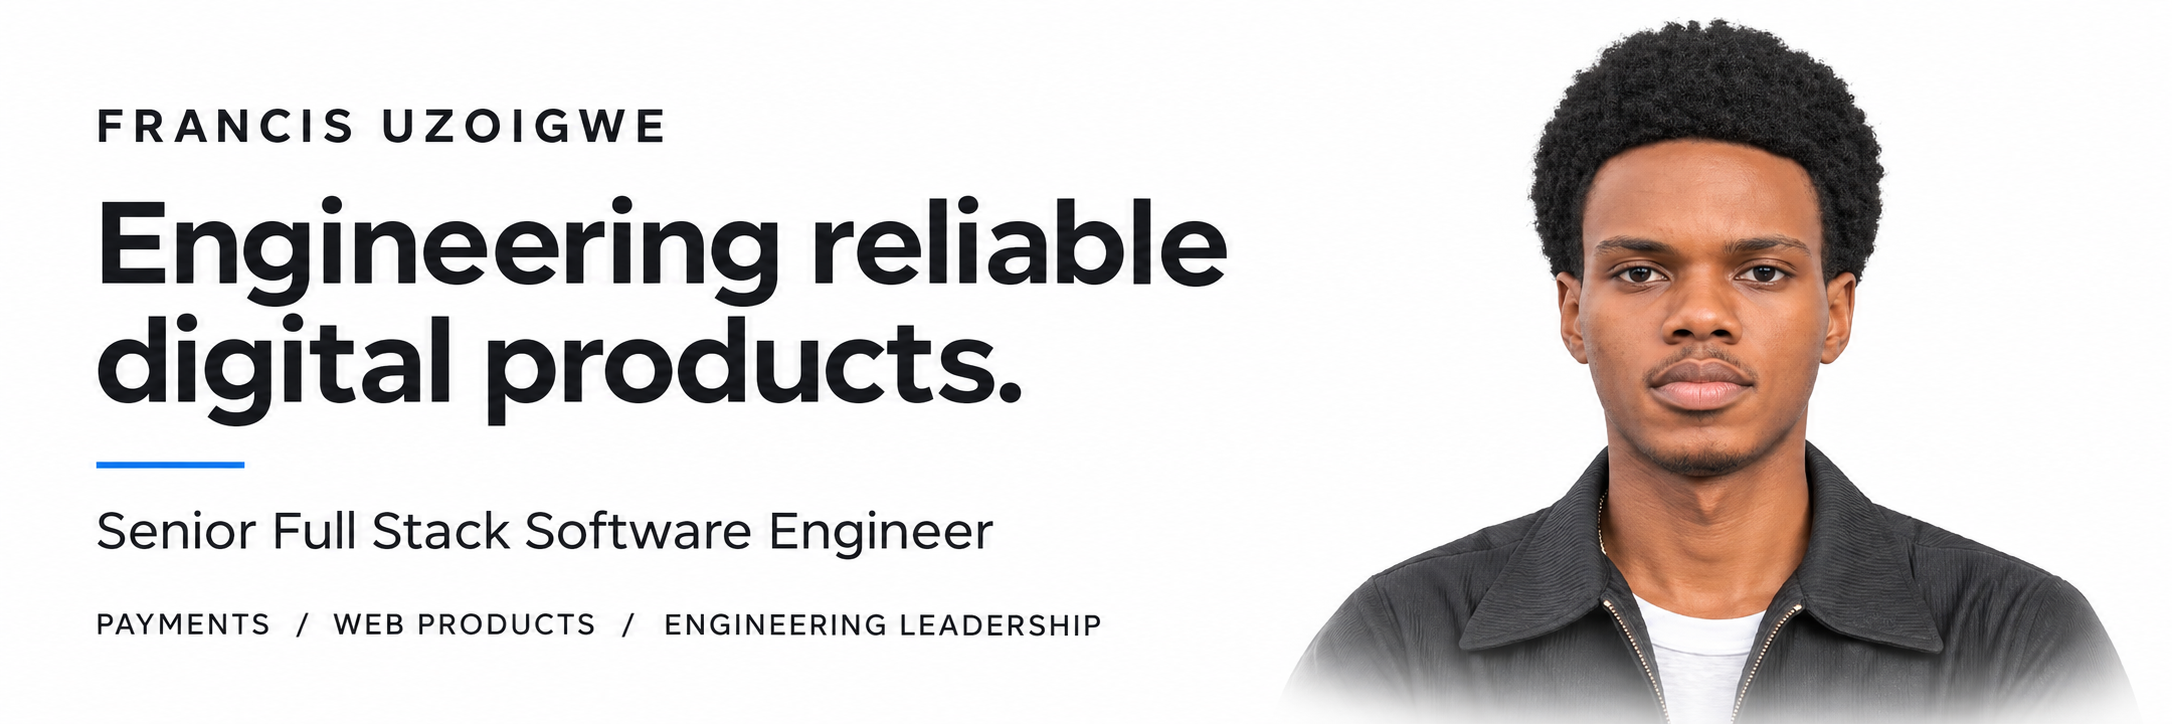 FRANCIS UZOIGWE
Engineering reliable
digital products.
Senior Full Stack Software Engineer
PAYMENTS / WEB PRODUCTS / ENGINEERING LEADERSHIP